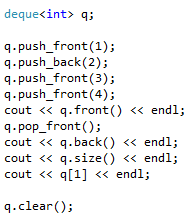 deque<int> q;
q.push_front(1);
q.push_back(2);
q.push_front(3);
q.push_front(4);
cout << q.front() << endl;
q.pop_front();
cout << q.back() << endl;
cout << q.size() << endl;
cout << q[1] << endl;
q.clear();